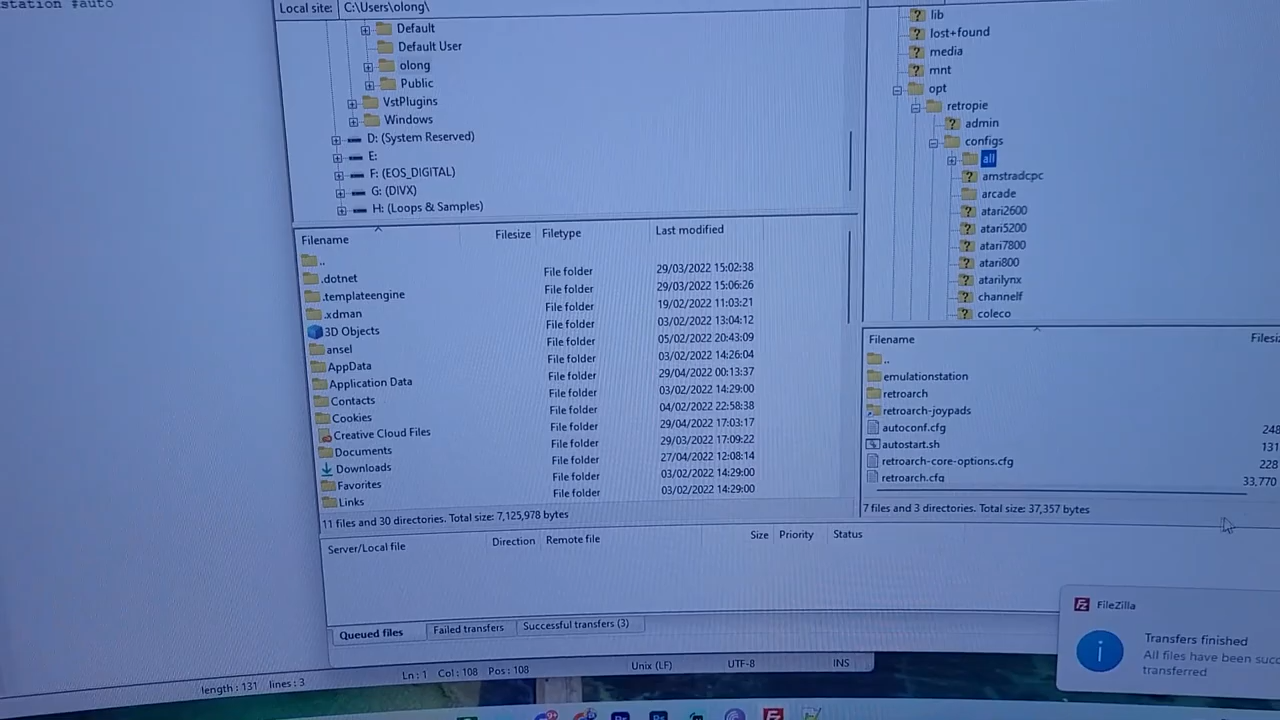 station #auto
Local site: C:\Users\olong\
Default
Default User
olong
Public
VstPlugins
Windows
D: (System Reserved)
E:
F: (EOS_DIGITAL)
G: (DIVX)
H: (Loops & Samples)
lib
lost+found
media
mnt
opt
retropie
admin
configs
all
amstradcpc
arcade
atari2600
atari5200
atari7800
atari800
atarilynx
channelf
coleco
Filename Filesize Filetype Last modified
..
.dotnet File folder 29/03/2022 15:02:38
.templateengine File folder 29/03/2022 15:06:26
.xdman File folder 19/02/2022 11:03:21
3D Objects File folder 03/02/2022 13:04:12
ansel File folder 05/02/2022 20:43:09
AppData File folder 03/02/2022 14:26:04
Application Data File folder 29/04/2022 00:13:37
Contacts File folder 03/02/2022 14:29:00
Cookies File folder 04/02/2022 22:58:38
Creative Cloud Files File folder 29/04/2022 17:03:17
Documents File folder 29/03/2022 17:09:22
Downloads File folder 27/04/2022 12:08:14
Favorites File folder 03/02/2022 14:29:00
Links File folder 03/02/2022 14:29:00
11 files and 30 directories. Total size: 7,125,978 bytes
Filename Filesiz
..
emulationstation
retroarch
retroarch-joypads
autoconf.cfg 248
autostart.sh 131
retroarch-core-options.cfg 228
retroarch.cfg 33,770
7 files and 3 directories. Total size: 37,357 bytes
Server/Local file Direction Remote file Size Priority Status
Queued files Failed transfers Successful transfers (3)
FileZilla
Transfers finished
All files have been succ
transferred
length : 131 lines : 3 Ln : 1 Col : 108 Pos : 108 Unix (LF) UTF-8 INS